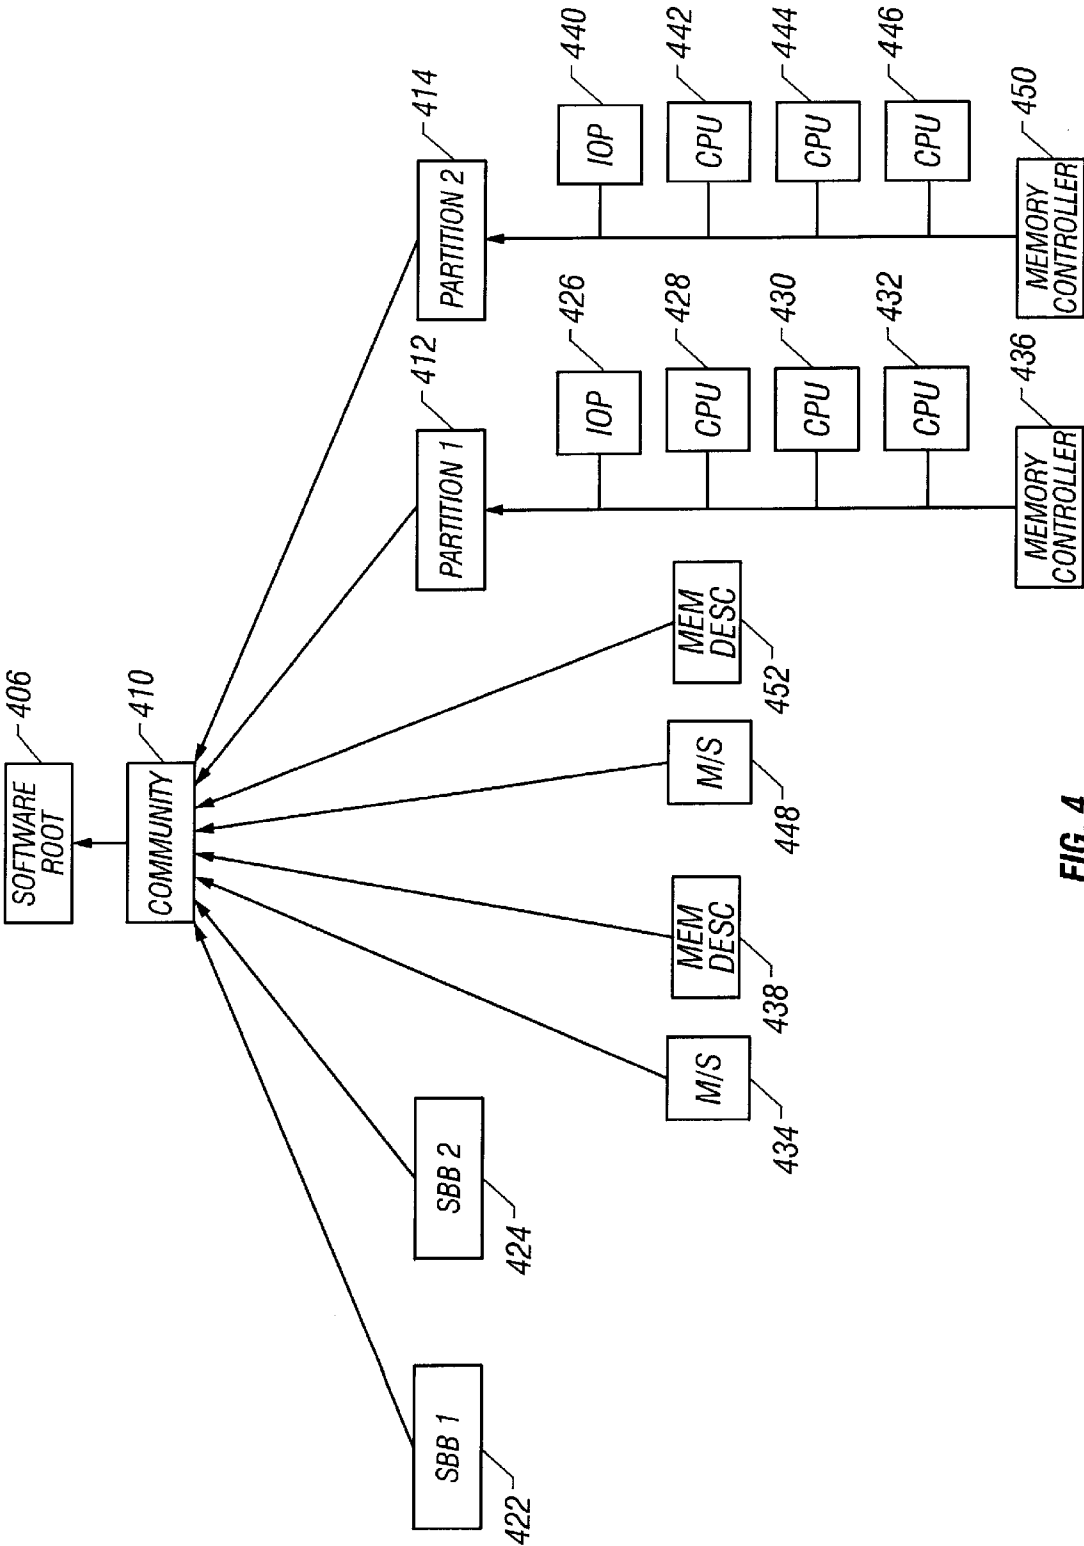 SOFTWARE
ROOT
406
COMMUNITY
410
SBB 1
422
SBB 2
424
PARTITION 1
412
PARTITION 2
414
M/S
434
MEM
DESC
438
M/S
448
MEM
DESC
452
IOP
426
CPU
428
CPU
430
CPU
432
MEMORY
CONTROLLER
436
IOP
440
CPU
442
CPU
444
CPU
446
MEMORY
CONTROLLER
450
FIG. 4